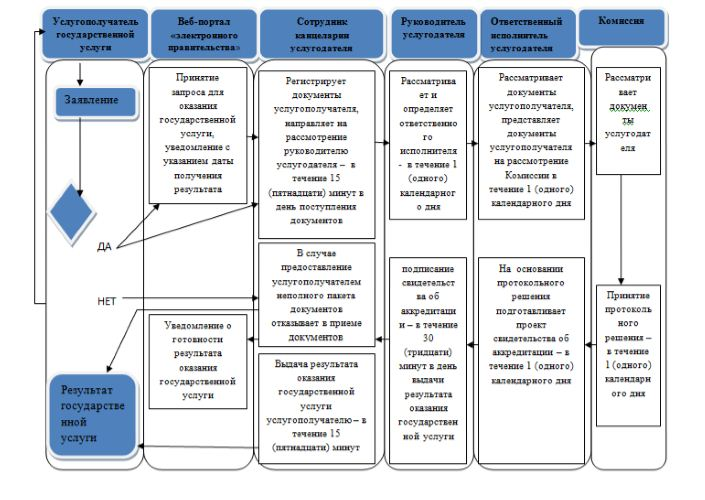 Услугополучатель
государственной
услуги
Веб-портал
«электронного
правительства»
Сотрудник
канцелярии
услугодателя
Руководитель
услугодателя
Ответственный
исполнитель
услугодателя
Комиссия
Заявление
Принятие
запроса для
оказания
государственной
услуги,
уведомление с
указанием даты
получения
результата
Регистрирует
документы
услугополучателя,
направляет на
рассмотрение
руководителю
услугодателя – в
течение 15
(пятнадцати) минут в
день поступления
документов
Рассматрива
ет и
определяет
ответственно
го
исполнителя
- в течение 1
(одного)
календарног
о дня
Рассматривает
документы
услугополучателя,
представляет
документы
услугополучателя
на рассмотрение
Комиссии в
течение 1 (одного)
календарного дня
Рассматри
вает
докумен
ты
услугодат
еля
ДА
НЕТ
В случае
предоставление
услугополучателем
неполного пакета
документов
отказывает в приеме
документов
подписание
свидетельст
ва об
аккредитаци
и – в течение
30
(тридцати)
минут в день
выдачи
результата
оказания
государствен
ной услуги
На основании
протокольного
решения
подготавливает
проект
свидетельства об
аккредитации – в
течение 1 (одного)
календарного дня
Принятие
протоколь
ного
решения –
в течение
1 (одного)
календарн
ого дня
Уведомление о
готовности
результата
оказания
государственной
услуги
Выдача результата
оказания
государственной
услуги
услугополучателю – в
течение 15
(пятнадцати) минут
Результат
государстве
нной
услуги